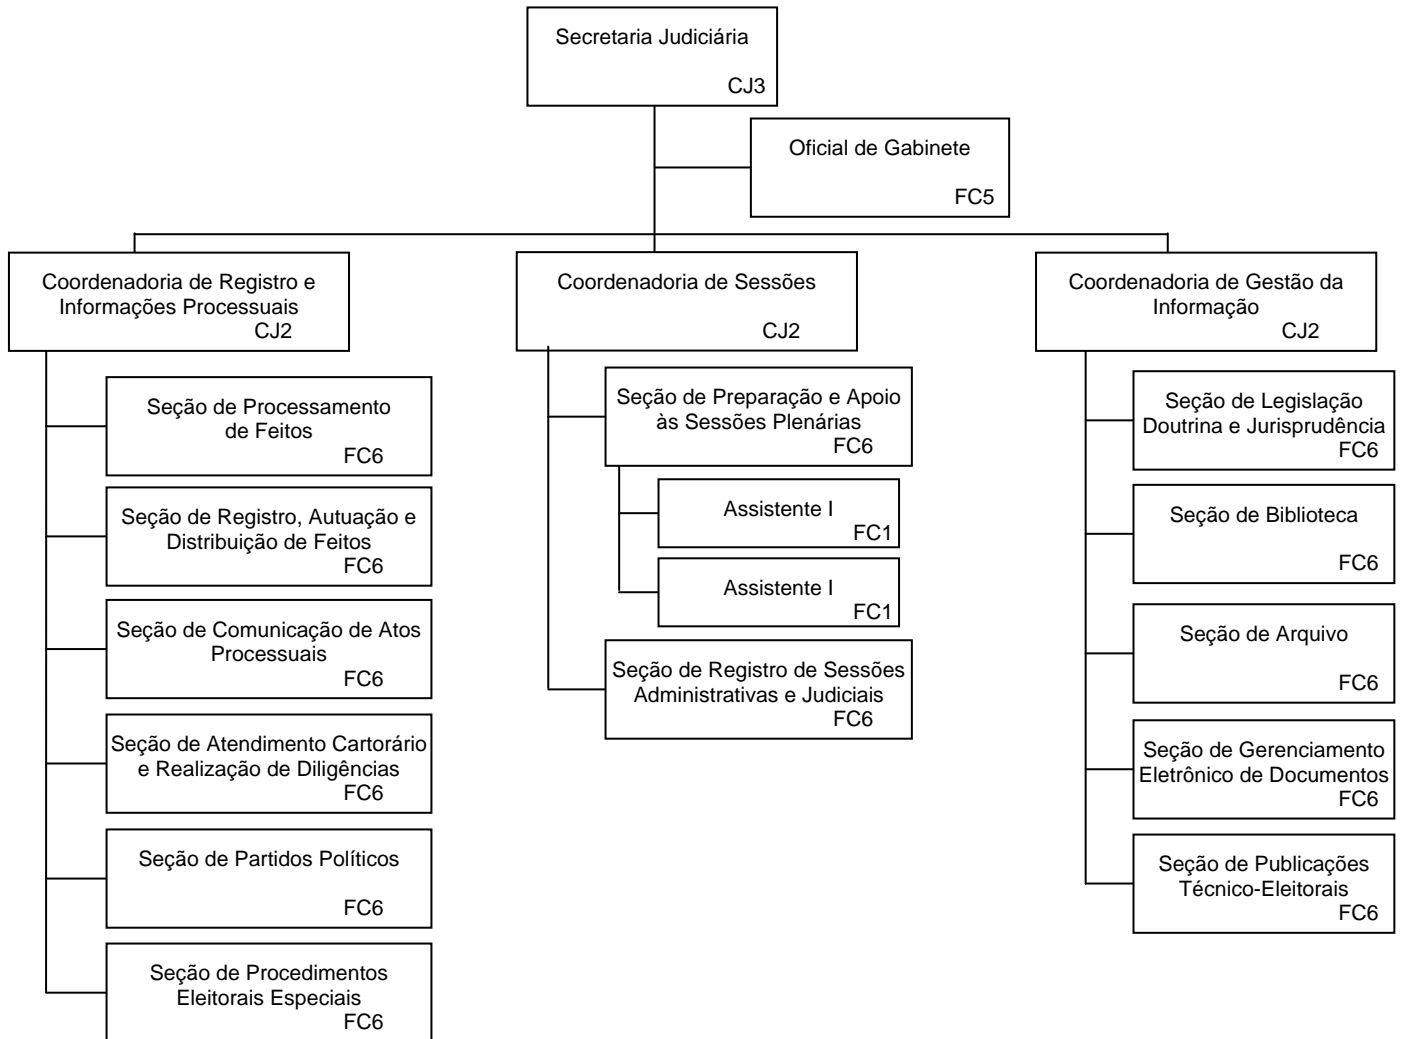 Secretaria Judiciária
CJ3
Oficial de Gabinete
FC5
Coordenadoria de Registro e
Informações Processuais
CJ2
Seção de Processamento
de Feitos
FC6
Seção de Registro, Autuação e
Distribuição de Feitos
FC6
Seção de Comunicação de Atos
Processuais
FC6
Seção de Atendimento Cartorário
e Realização de Diligências
FC6
Seção de Partidos Políticos
FC6
Seção de Procedimentos
Eleitorais Especiais
FC6
Coordenadoria de Sessões
CJ2
Seção de Preparação e Apoio
às Sessões Plenárias
FC6
Assistente I
FC1
Assistente I
FC1
Seção de Registro de Sessões
Administrativas e Judiciais
FC6
Coordenadoria de Gestão da
Informação
CJ2
Seção de Legislação
Doutrina e Jurisprudência
FC6
Seção de Biblioteca
FC6
Seção de Arquivo
FC6
Seção de Gerenciamento
Eletrônico de Documentos
FC6
Seção de Publicações
Técnico-Eleitorais
FC6